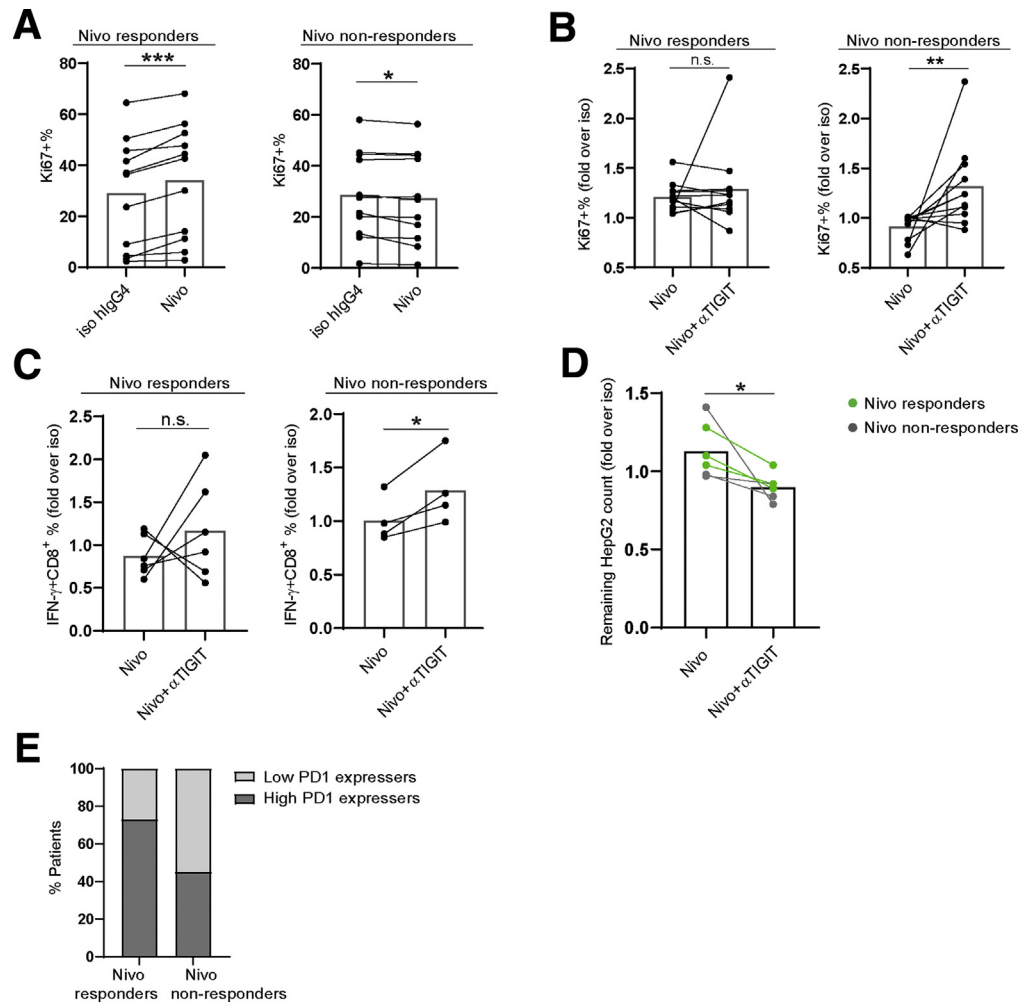 A
Nivo responders
***
80
60
40
20
0
Ki67+%
iso hIgG4
Nivo
Nivo non-responders
*
80
60
40
20
0
Ki67+%
iso hIgG4
Nivo
B
Nivo responders
n.s.
2.5
2.0
1.5
1.0
0.5
Ki67+% (fold over iso)
Nivo
Nivo+αTIGIT
Nivo non-responders
**
2.5
2.0
1.5
1.0
0.5
Ki67+% (fold over iso)
Nivo
Nivo+αTIGIT
C
Nivo responders
n.s.
2.5
2.0
1.5
1.0
0.5
0.0
IFN-γ+CD8+ % (fold over iso)
Nivo
Nivo+αTIGIT
Nivo non-responders
*
2.0
1.5
1.0
0.5
0.0
IFN-γ+CD8+ % (fold over iso)
Nivo
Nivo+αTIGIT
D
*
1.5
1.0
0.5
0.0
Remaining HepG2 count (fold over iso)
Nivo
Nivo+αTIGIT
Nivo responders
Nivo non-responders
E
100
80
60
40
20
0
% Patients
Nivo
responders
Nivo
non-responders
Low PD1 expressers
High PD1 expressers